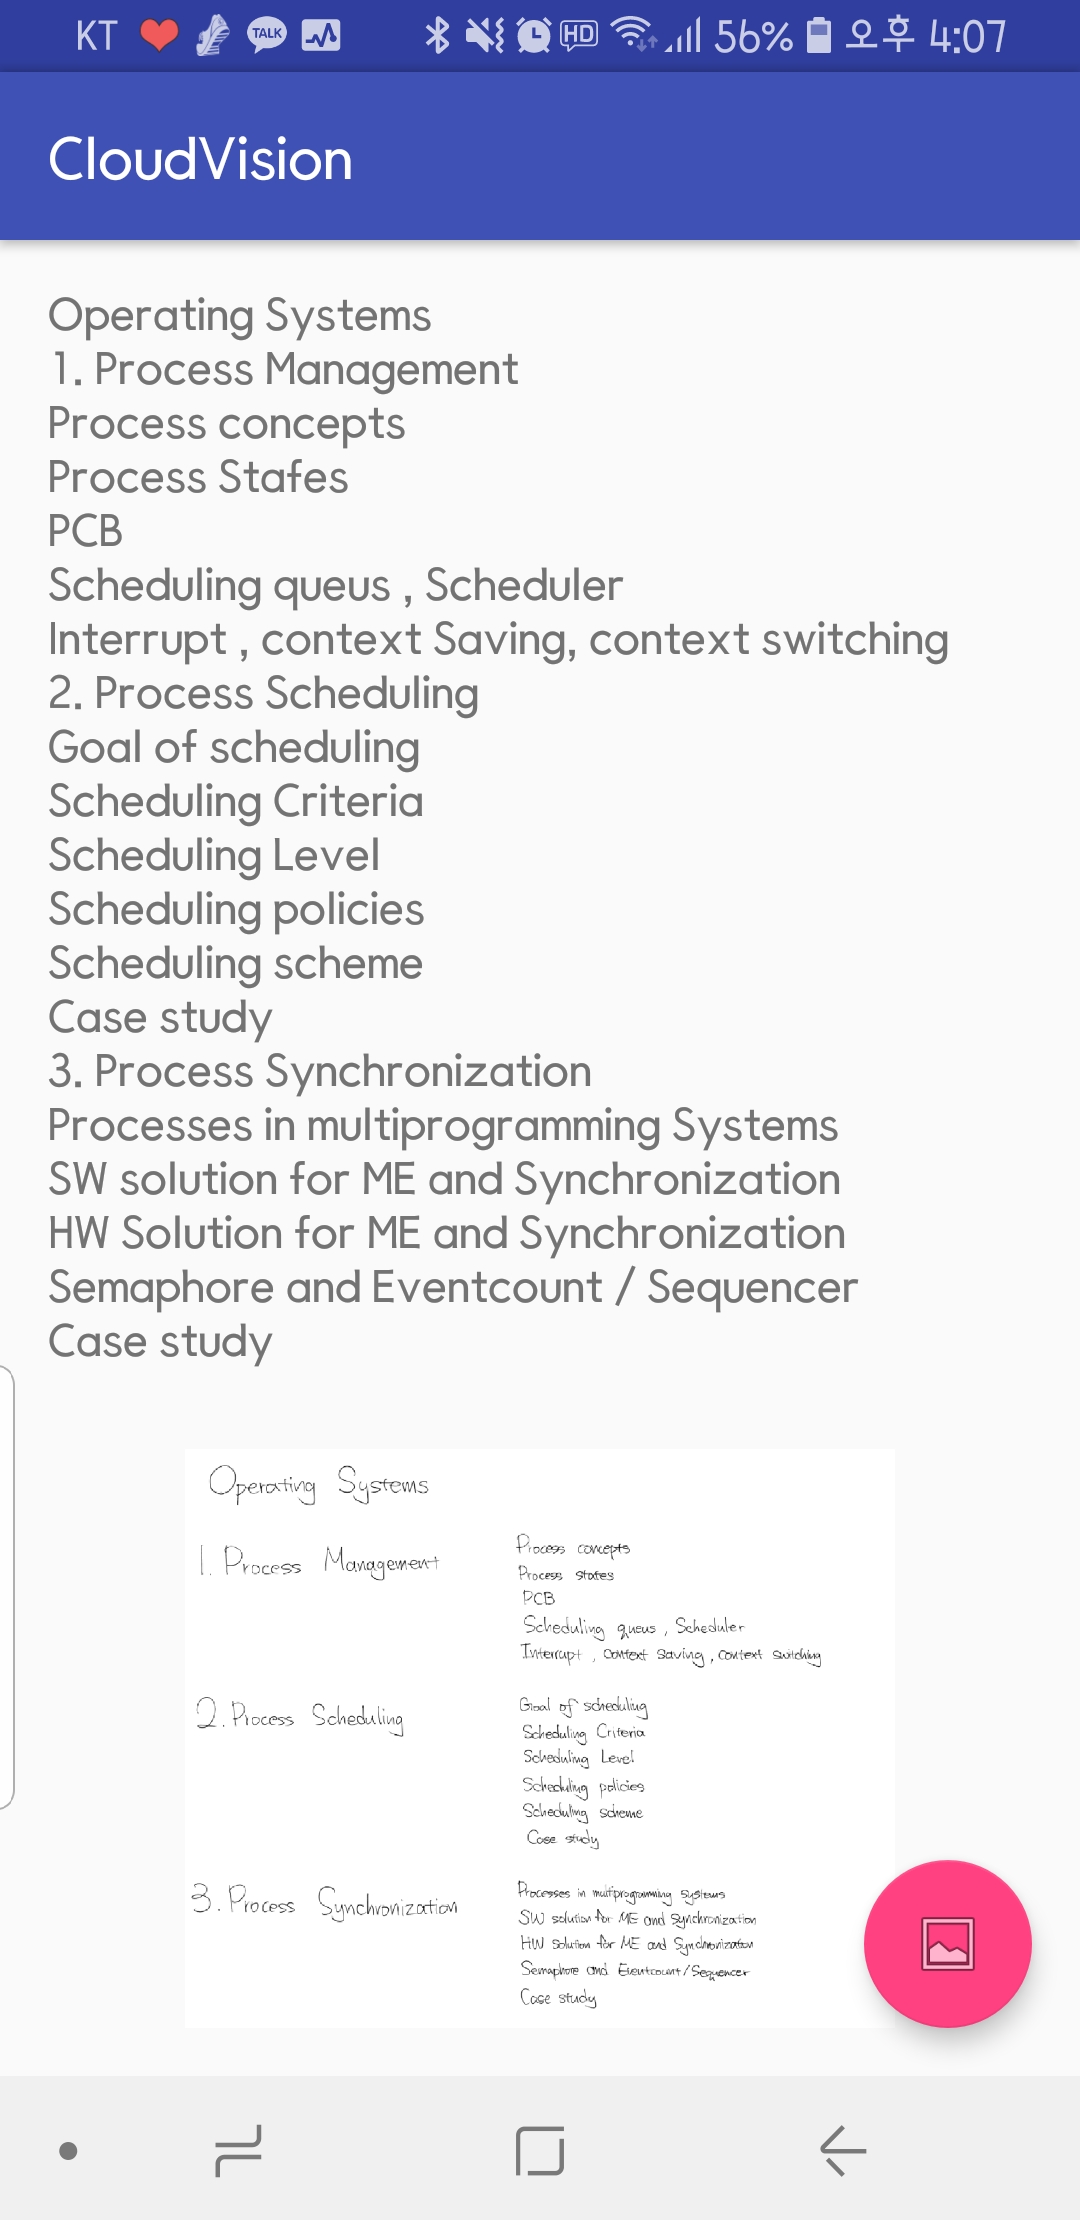 KT TALK HD 56% 오후 4:07
CloudVision
Operating Systems
1. Process Management
Process concepts
Process Stafes
PCB
Scheduling queus , Scheduler
Interrupt , context Saving, context switching
2. Process Scheduling
Goal of scheduling
Scheduling Criteria
Scheduling Level
Scheduling policies
Scheduling scheme
Case study
3. Process Synchronization
Processes in multiprogramming Systems
SW solution for ME and Synchronization
HW Solution for ME and Synchronization
Semaphore and Eventcount / Sequencer
Case study
Operating Systems
1. Process Management
Process concepts
Process states
PCB
Scheduling queus , Scheduler
Interrupt , context saving , context switching
2. Process Scheduling
Goal of scheduling
Scheduling Criteria
Scheduling Level
Scheduling policies
Scheduling scheme
Case study
3. Process Synchronization
Processes in multiprogramming systems
SW solution for ME and synchronization
HW solution for ME and Synchronization
Semaphore and Eventcount/Sequencer
Case study